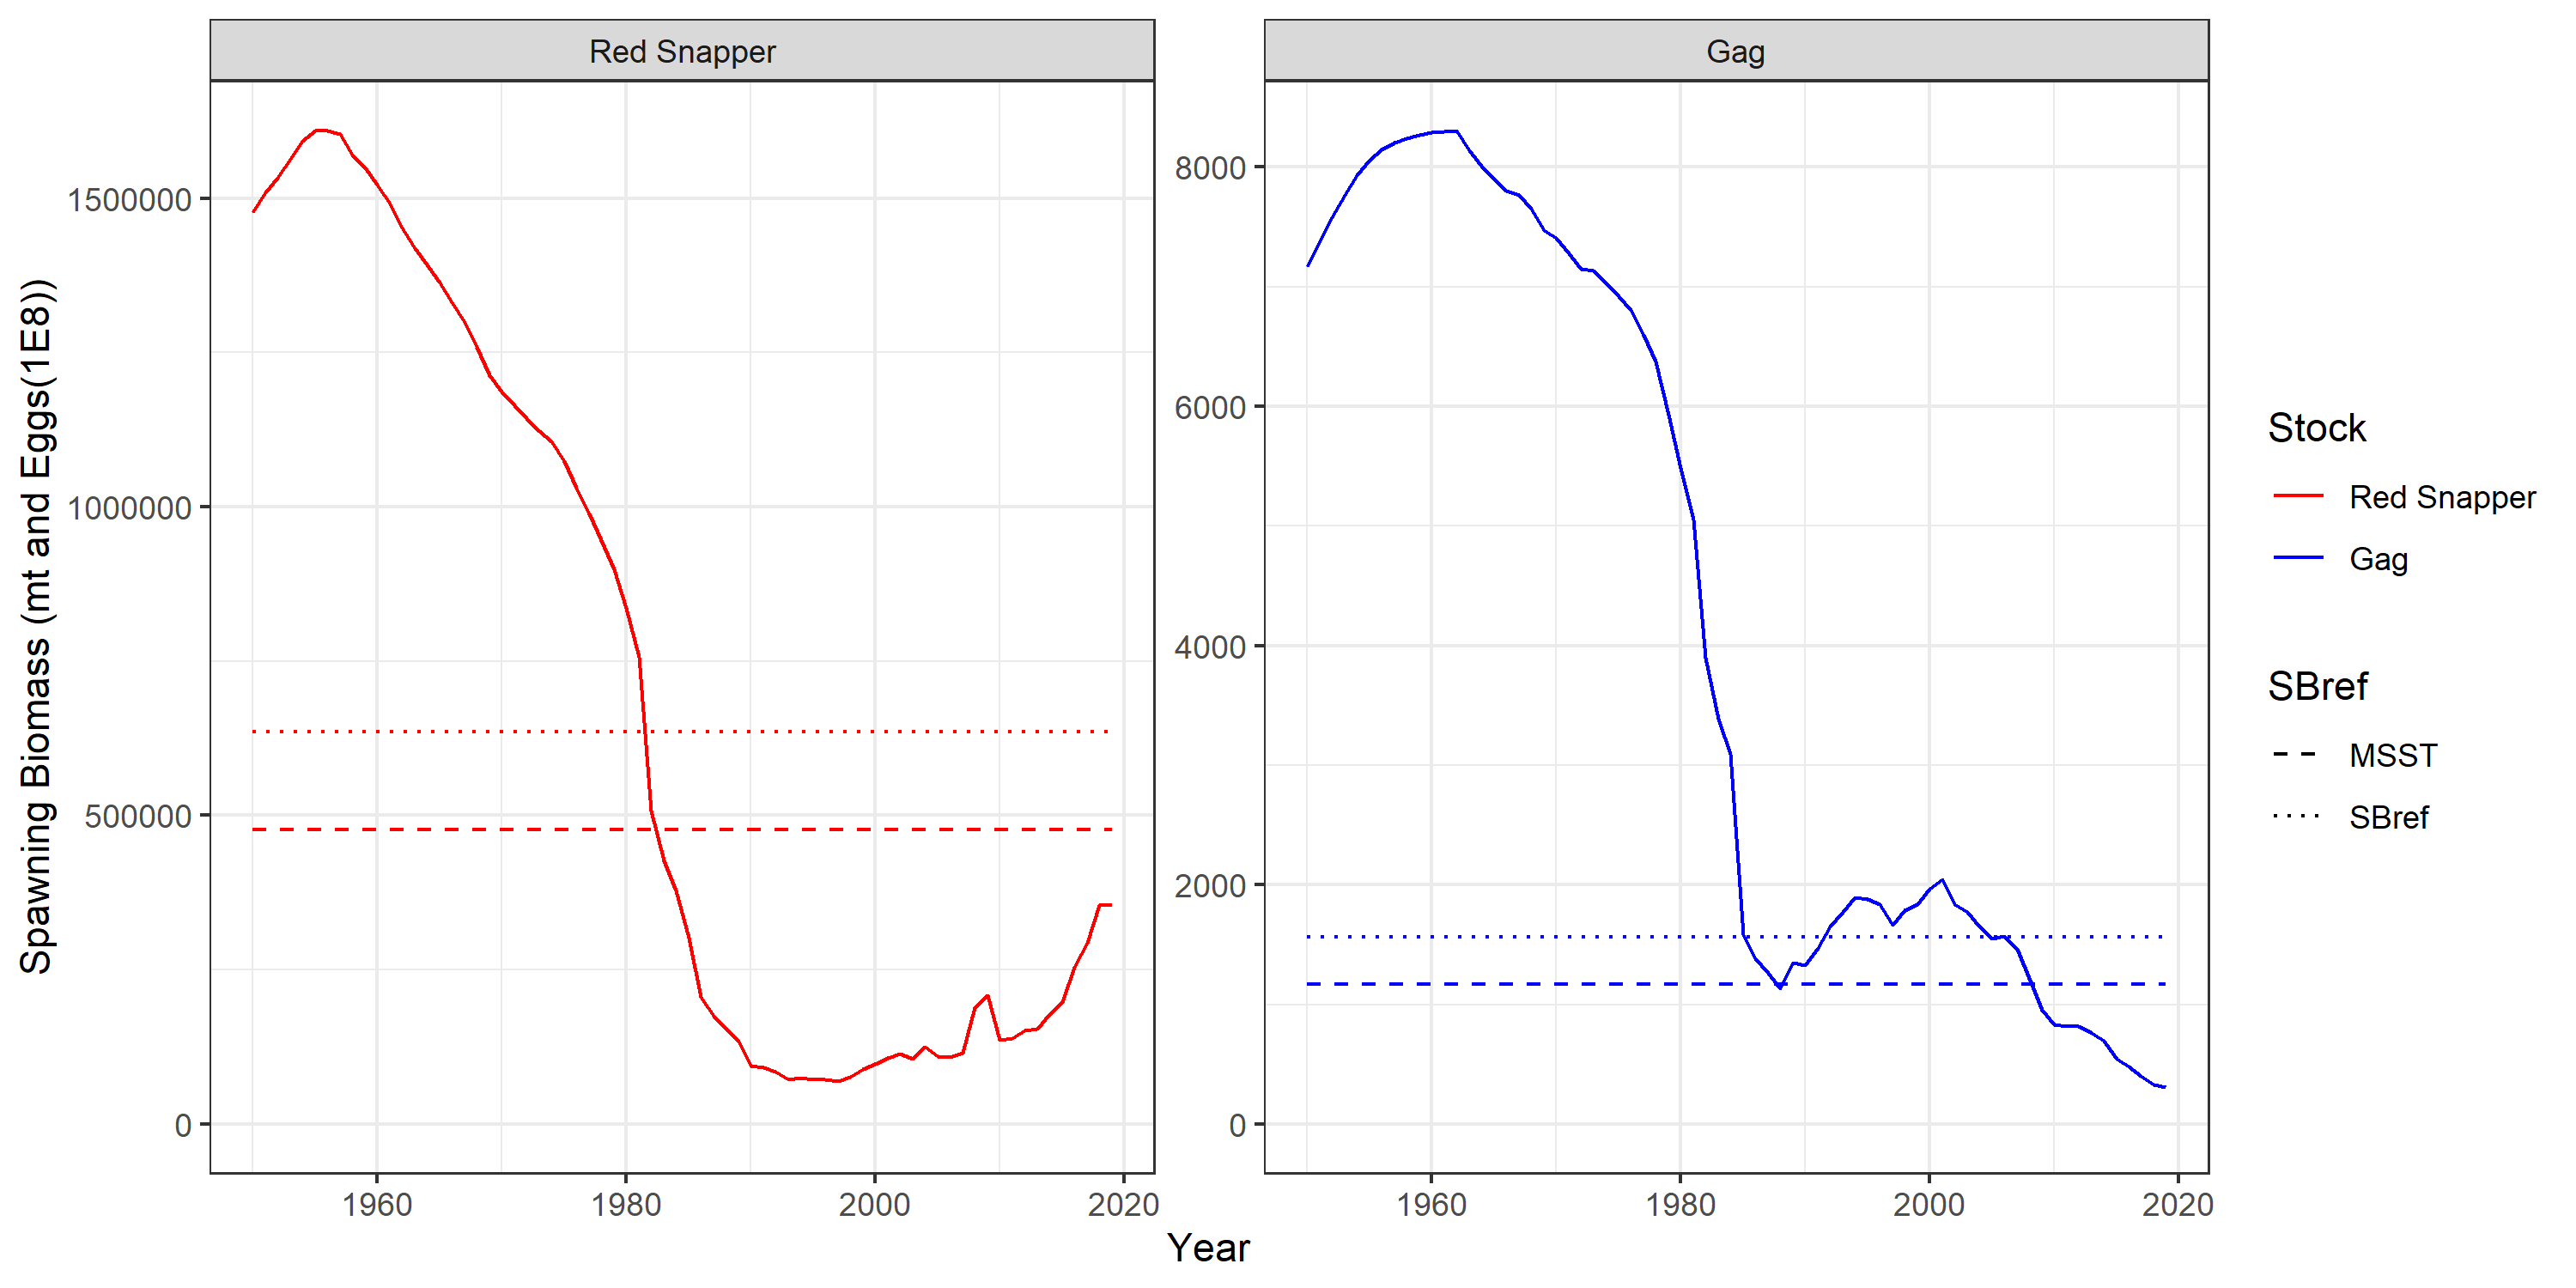 Red Snapper
Gag
Spawning Biomass (mt and Eggs(1E8))
1500000
1000000
500000
0
8000
6000
4000
2000
0
1960
1980
2000
2020
1960
1980
2000
2020
Year
Stock
Red Snapper
Gag
SBref
MSST
SBref